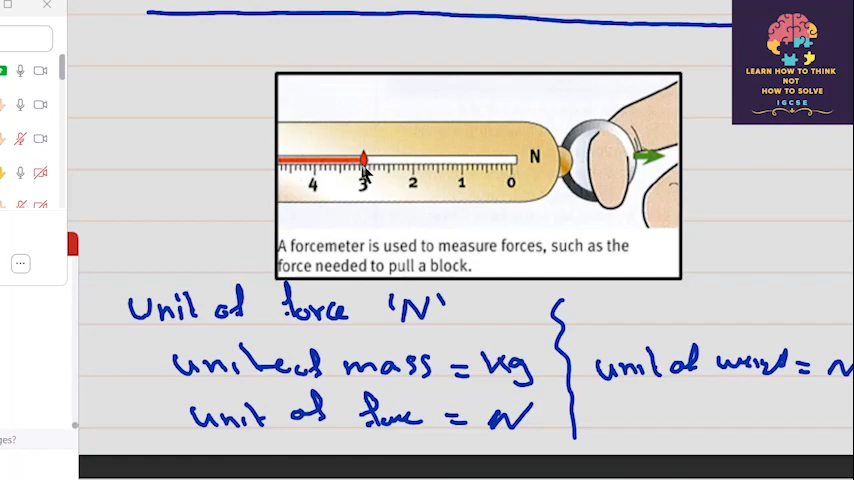 LEARN HOW TO THINK
NOT
HOW TO SOLVE
IGCSE
N
4 3 2 1 0
A forcemeter is used to measure forces, such as the
force needed to pull a block.
Unit of force 'N'
unite of mass = kg
unit of force = N
unit of weight = N
ges?